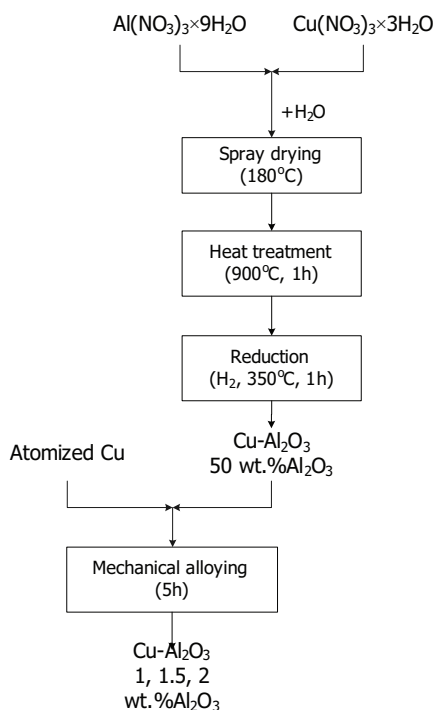 Al(NO₃)₃×9H₂O
Cu(NO₃)₃×3H₂O
+H₂O
Spray drying
(180°C)
Heat treatment
(900°C, 1h)
Reduction
(H₂, 350°C, 1h)
Cu-Al₂O₃
50 wt.%Al₂O₃
Atomized Cu
Mechanical alloying
(5h)
Cu-Al₂O₃
1, 1.5, 2
wt.%Al₂O₃